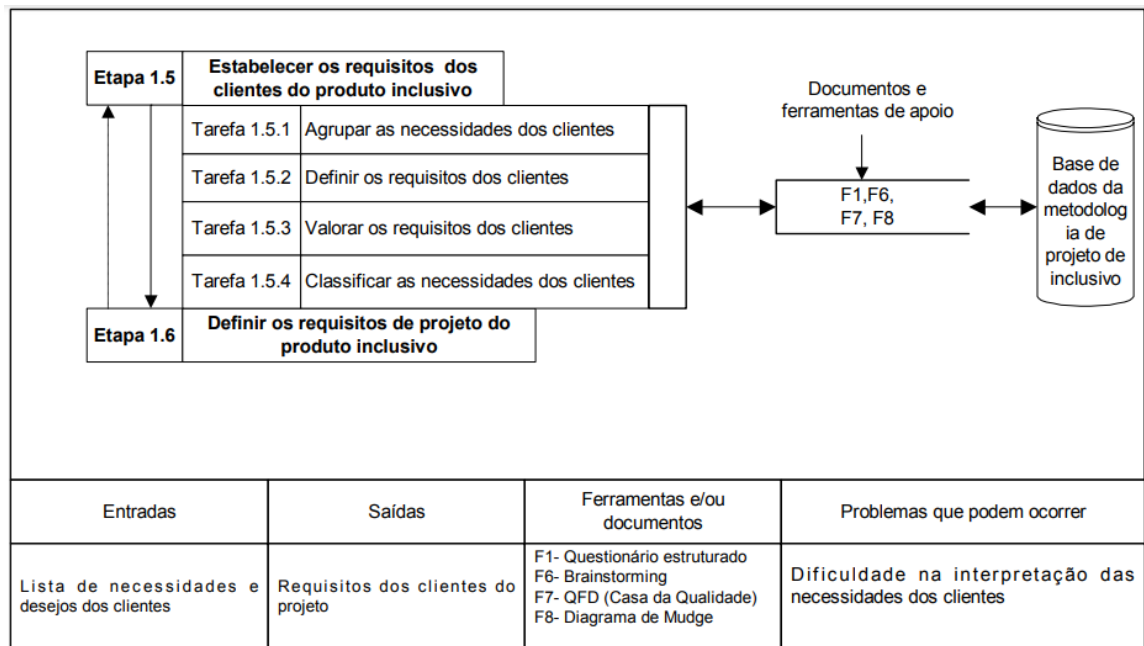 Etapa 1.5
Estabelecer os requisitos dos
clientes do produto inclusivo
Tarefa 1.5.1
Agrupar as necessidades dos clientes
Tarefa 1.5.2
Definir os requisitos dos clientes
Tarefa 1.5.3
Valorar os requisitos dos clientes
Tarefa 1.5.4
Classificar as necessidades dos clientes
Etapa 1.6
Definir os requisitos de projeto do
produto inclusivo
Documentos e
ferramentas de apoio
F1,F6,
F7, F8
Base de
dados da
metodolog
ia de
projeto de
inclusivo
Entradas
Saídas
Ferramentas e/ou
documentos
Problemas que podem ocorrer
Lista de necessidades e
desejos dos clientes
Requisitos dos clientes do
projeto
F1- Questionário estruturado
F6- Brainstorming
F7- QFD (Casa da Qualidade)
F8- Diagrama de Mudge
Dificuldade na interpretação das
necessidades dos clientes